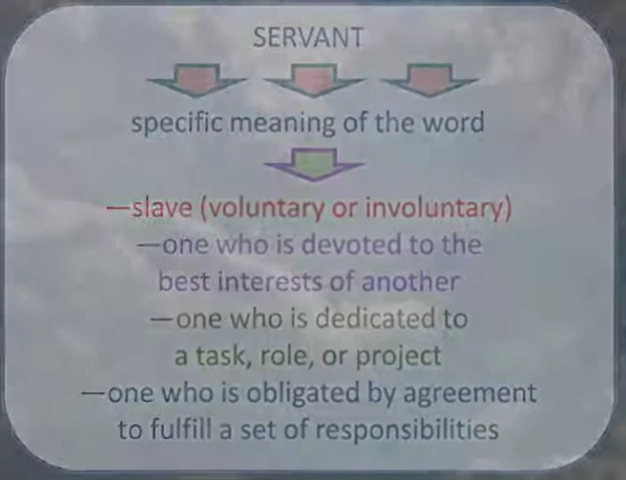 SERVANT
specific meaning of the word
—slave (voluntary or involuntary)
—one who is devoted to the
best interests of another
—one who is dedicated to
a task, role, or project
—one who is obligated by agreement
to fulfill a set of responsibilities